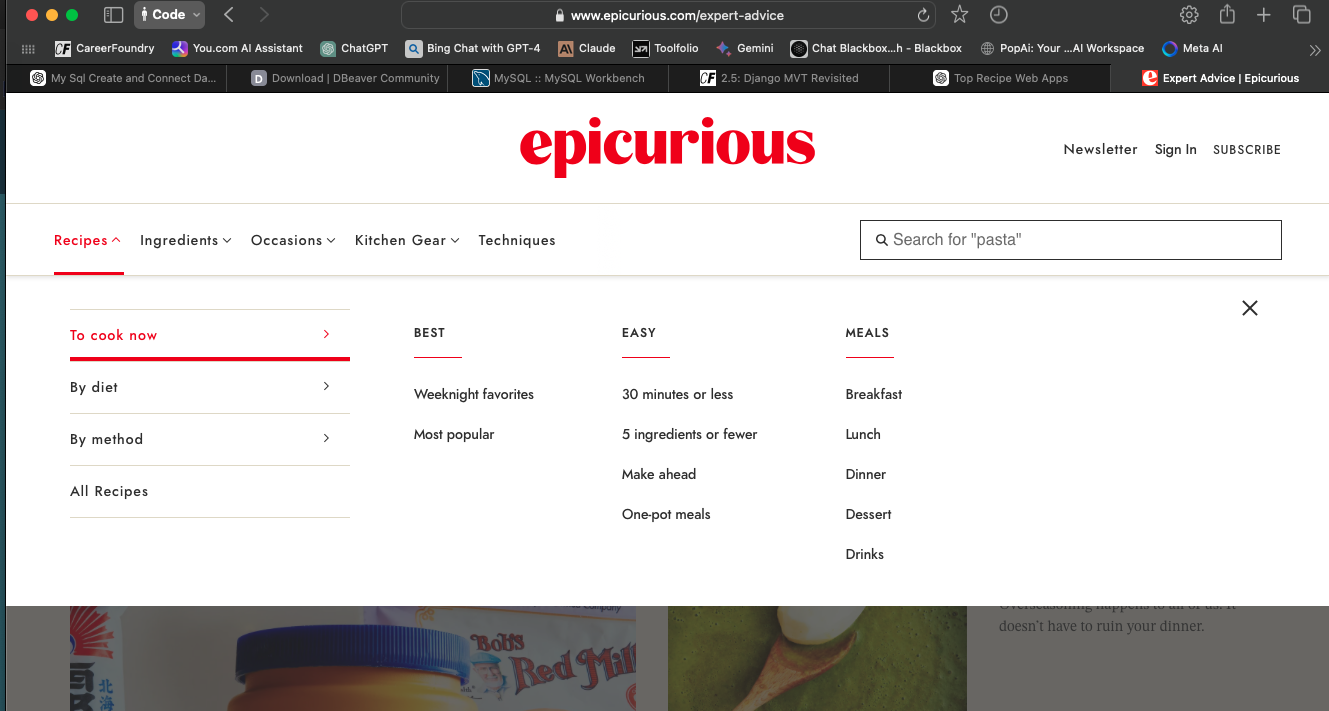 Code
www.epicurious.com/expert-advice
CareerFoundry
You.com AI Assistant
ChatGPT
Bing Chat with GPT-4
Claude
Toolfolio
Gemini
Chat Blackbox...h - Blackbox
PopAi: Your ...AI Workspace
Meta AI
My Sql Create and Connect Da...
D Download | DBeaver Community
MySQL :: MySQL Workbench
CF 2.5: Django MVT Revisited
Top Recipe Web Apps
e Expert Advice | Epicurious
epicurious
Newsletter
Sign In
SUBSCRIBE
Recipes
Ingredients
Occasions
Kitchen Gear
Techniques
Search for "pasta"
To cook now
By diet
By method
All Recipes
BEST
Weeknight favorites
Most popular
EASY
30 minutes or less
5 ingredients or fewer
Make ahead
One-pot meals
MEALS
Breakfast
Lunch
Dinner
Dessert
Drinks
Company
Bob's
Red Mill
北海
Overseasoning happens to all of us. It
doesn't have to ruin your dinner.